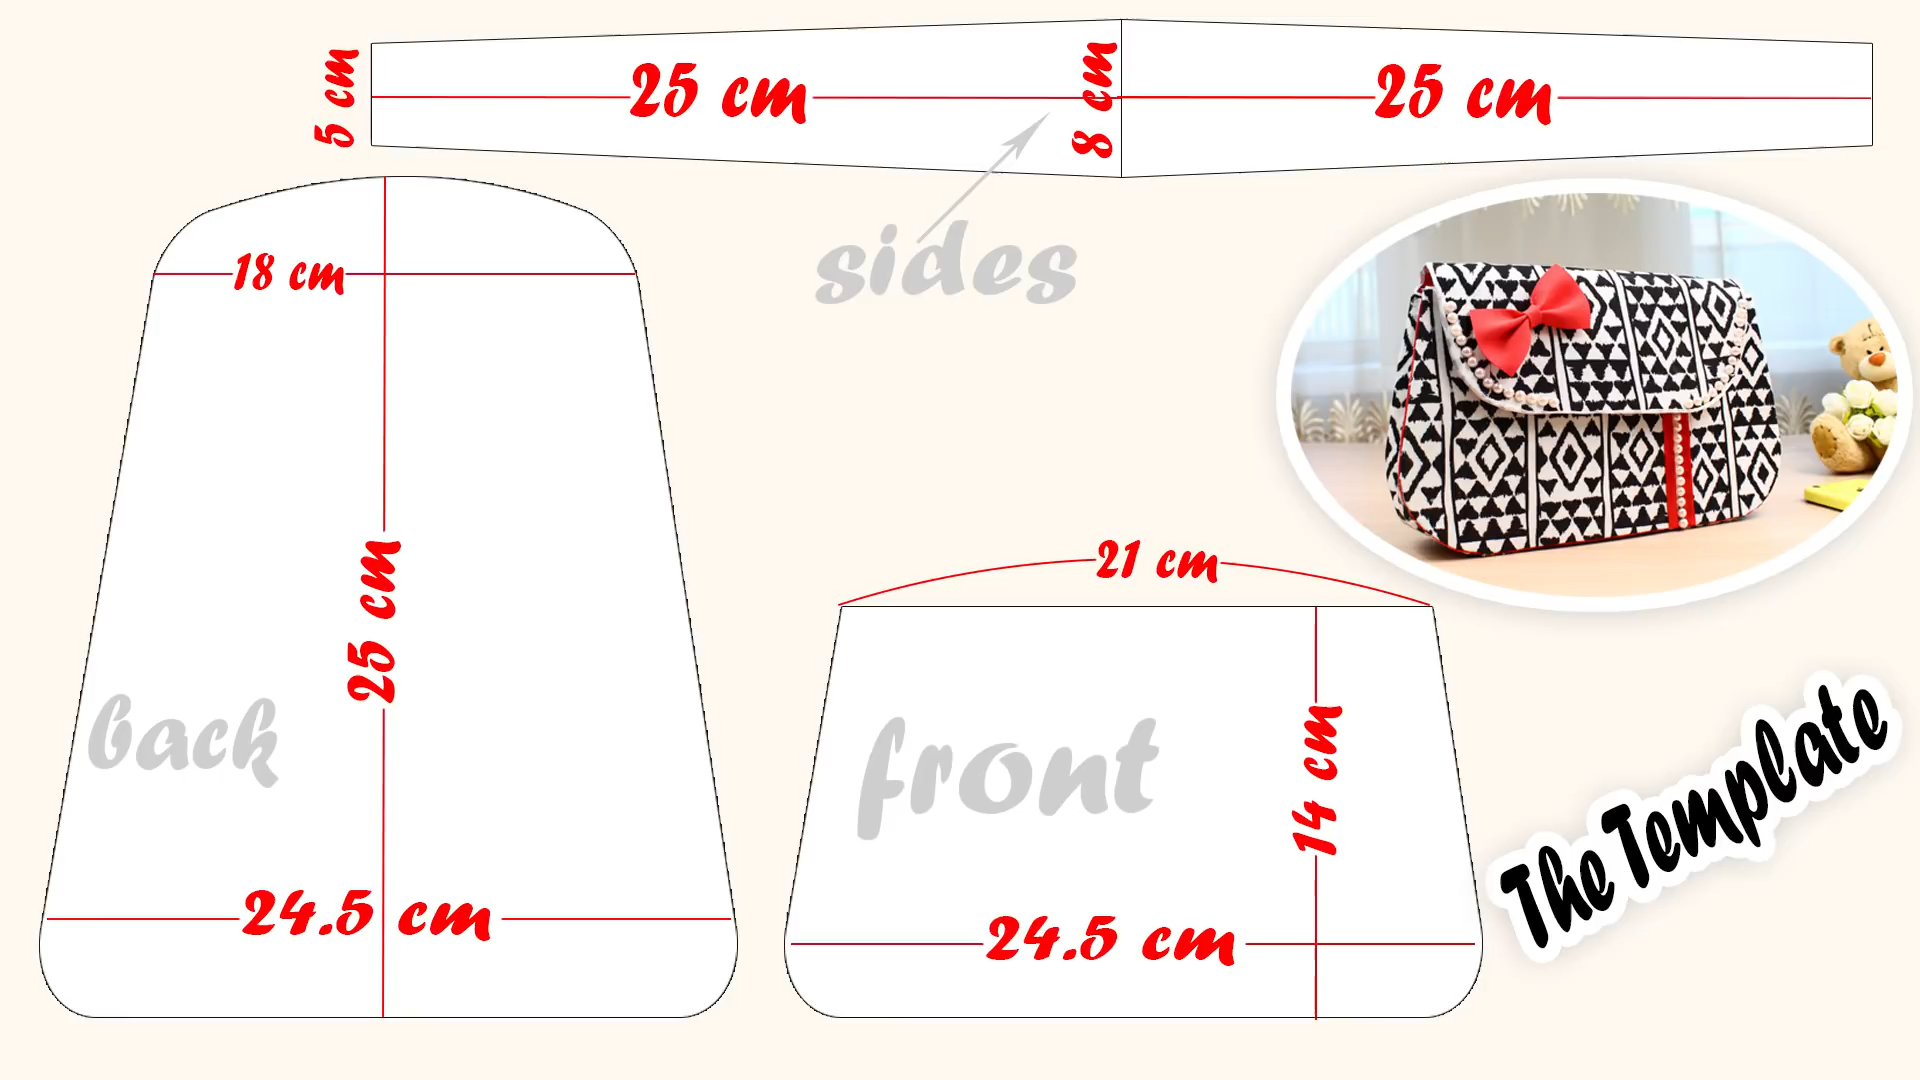 5 cm
25 cm
8 cm
25 cm
sides
18 cm
25 cm
back
24.5 cm
21 cm
front
14 cm
24.5 cm
The Template